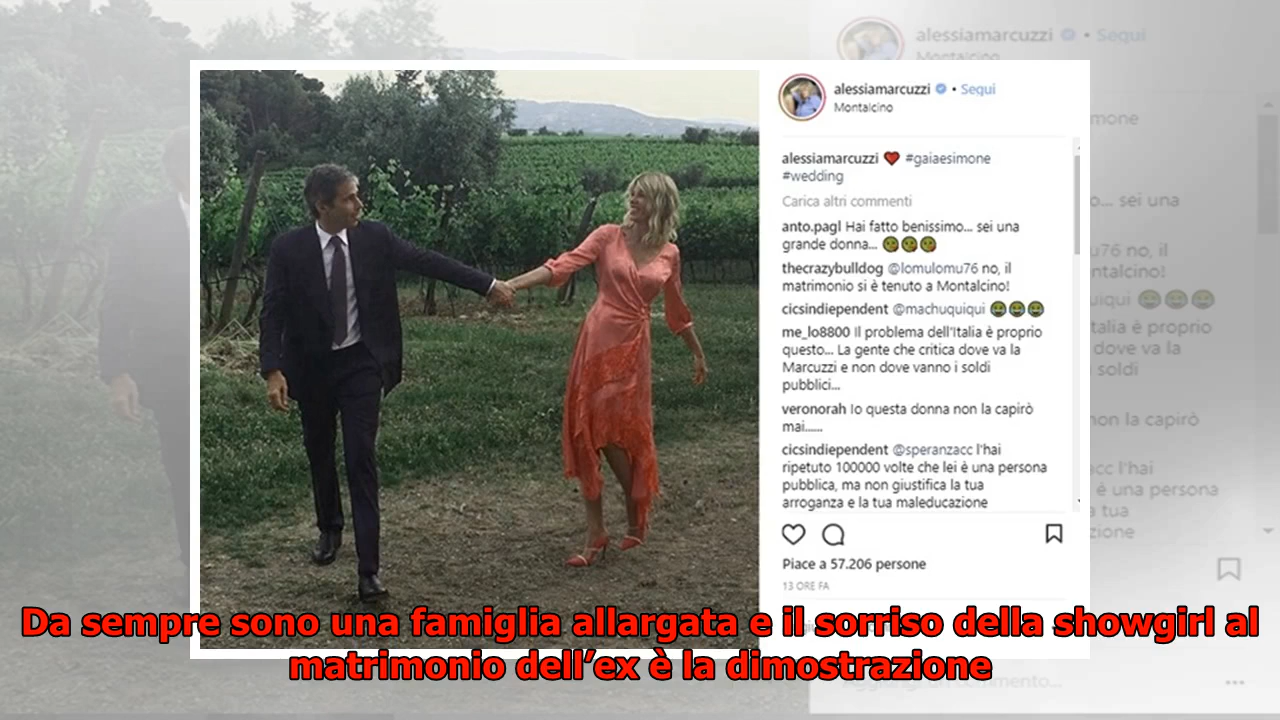 alessiamarcuzzi • Segui
Montalcino
alessiamarcuzzi ❤ #gaiaesimone
#wedding
Carica altri commenti
anto.pagl Hai fatto benissimo... sei una
grande donna...
thecrazybulldog @lomulomu76 no, il
matrimonio si è tenuto a Montalcino!
cicsindiependent @machuquiqui
me_lo8800 Il problema dell'Italia è proprio
questo... La gente che critica dove va la
Marcuzzi e non dove vanno i soldi
pubblici...
veronorah Io questa donna non la capirò
mai......
cicsindiependent @speranzacc l'hai
ripetuto 100000 volte che lei è una persona
pubblica, ma non giustifica la tua
arroganza e la tua maleducazione
Piace a 57.206 persone
13 ORE FA
Da sempre sono una famiglia allargata e il sorriso della showgirl al
matrimonio dell'ex è la dimostrazione